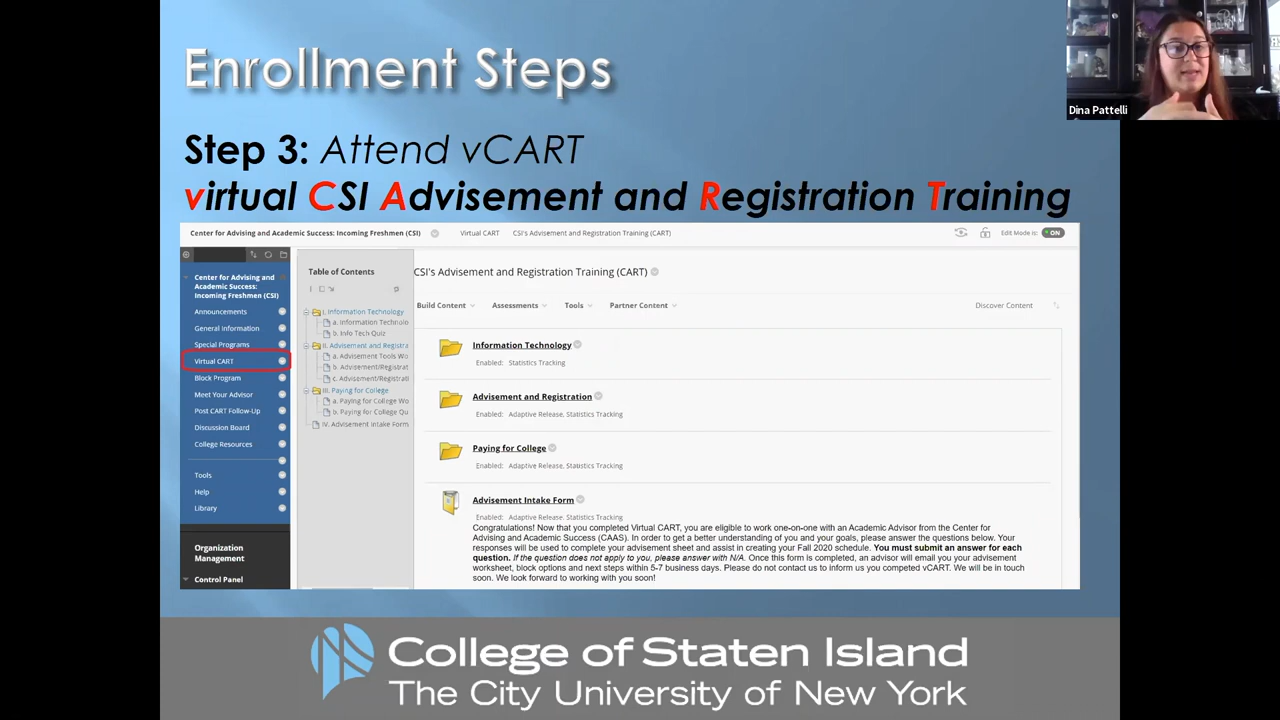 Enrollment Steps
Dina Pattelli
Step 3: Attend vCART
virtual CSI Advisement and Registration Training
Center for Advising and Academic Success: Incoming Freshmen (CSI)
Virtual CART
CSI's Advisement and Registration Training (CART)
Edit Mode is:
ON
Center for Advising and
Academic Success:
Incoming Freshmen (CSI)
Announcements
General Information
Special Programs
Virtual CART
Block Program
Meet Your Advisor
Post CART Follow-Up
Discussion Board
College Resources
Tools
Help
Library
Organization
Management
Control Panel
Table of Contents
I. Information Technology
a. Information Technolo
b. Info Tech Quiz
II. Advisement and Registra
a. Advisement Tools Wo
b. Advisement/Registrat
c. Advisement/Registrati
III. Paying for College
a. Paying for College Wo
b. Paying for College Qu
IV. Advisement Intake Form
CSI's Advisement and Registration Training (CART)
Build Content
Assessments
Tools
Partner Content
Discover Content
Information Technology
Enabled: Statistics Tracking
Advisement and Registration
Enabled: Adaptive Release, Statistics Tracking
Paying for College
Enabled: Adaptive Release, Statistics Tracking
Advisement Intake Form
Enabled: Adaptive Release, Statistics Tracking
Congratulations! Now that you completed Virtual CART, you are eligible to work one-on-one with an Academic Advisor from the Center for
Advising and Academic Success (CAAS). In order to get a better understanding of you and your goals, please answer the questions below. Your
responses will be used to complete your advisement sheet and assist in creating your Fall 2020 schedule. You must submit an answer for each
question. If the question does not apply to you, please answer with N/A. Once this form is completed, an advisor will email you your advisement
worksheet, block options and next steps within 5-7 business days. Please do not contact us to inform us you competed vCART. We will be in touch
soon. We look forward to working with you soon!
College of Staten Island
The City University of New York